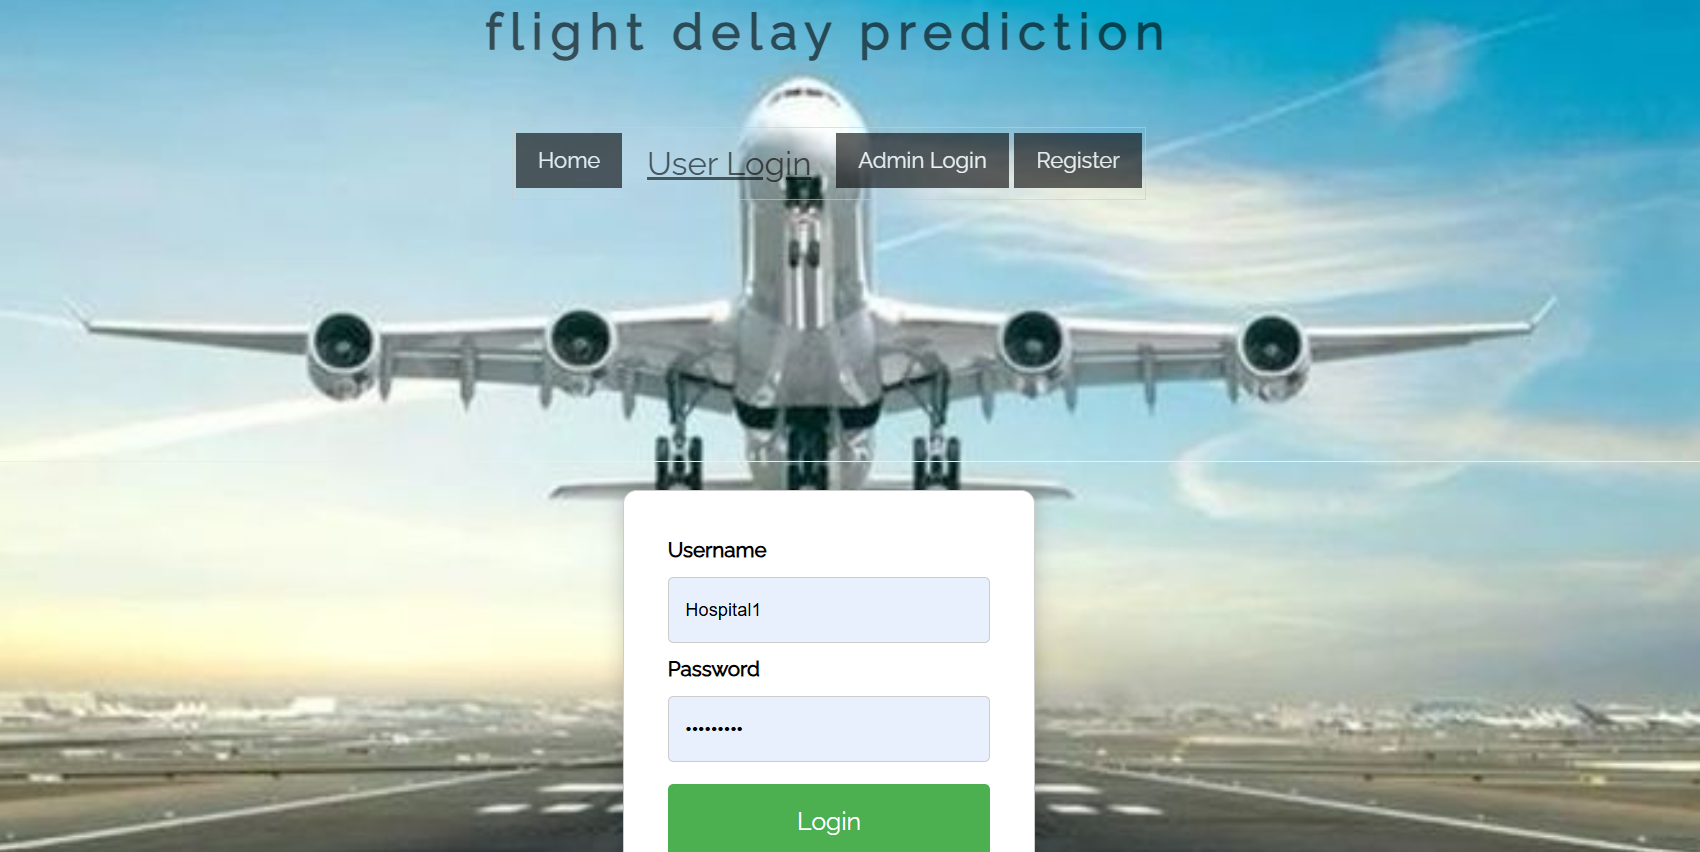 flight delay prediction
Home User Login Admin Login Register
Username
Hospital1
Password
•••••••••
Login